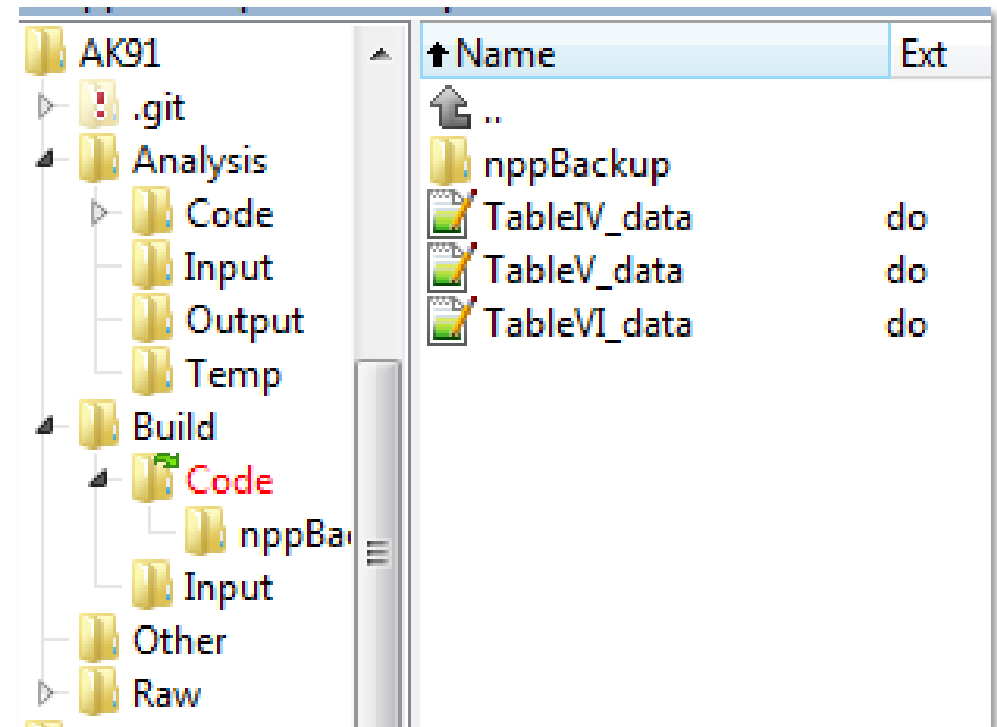 AK91
.git
Analysis
Code
Input
Output
Temp
Build
Code
nppBa
Input
Other
Raw
Name Ext
..
nppBackup
TableIV_data do
TableV_data do
TableVI_data do